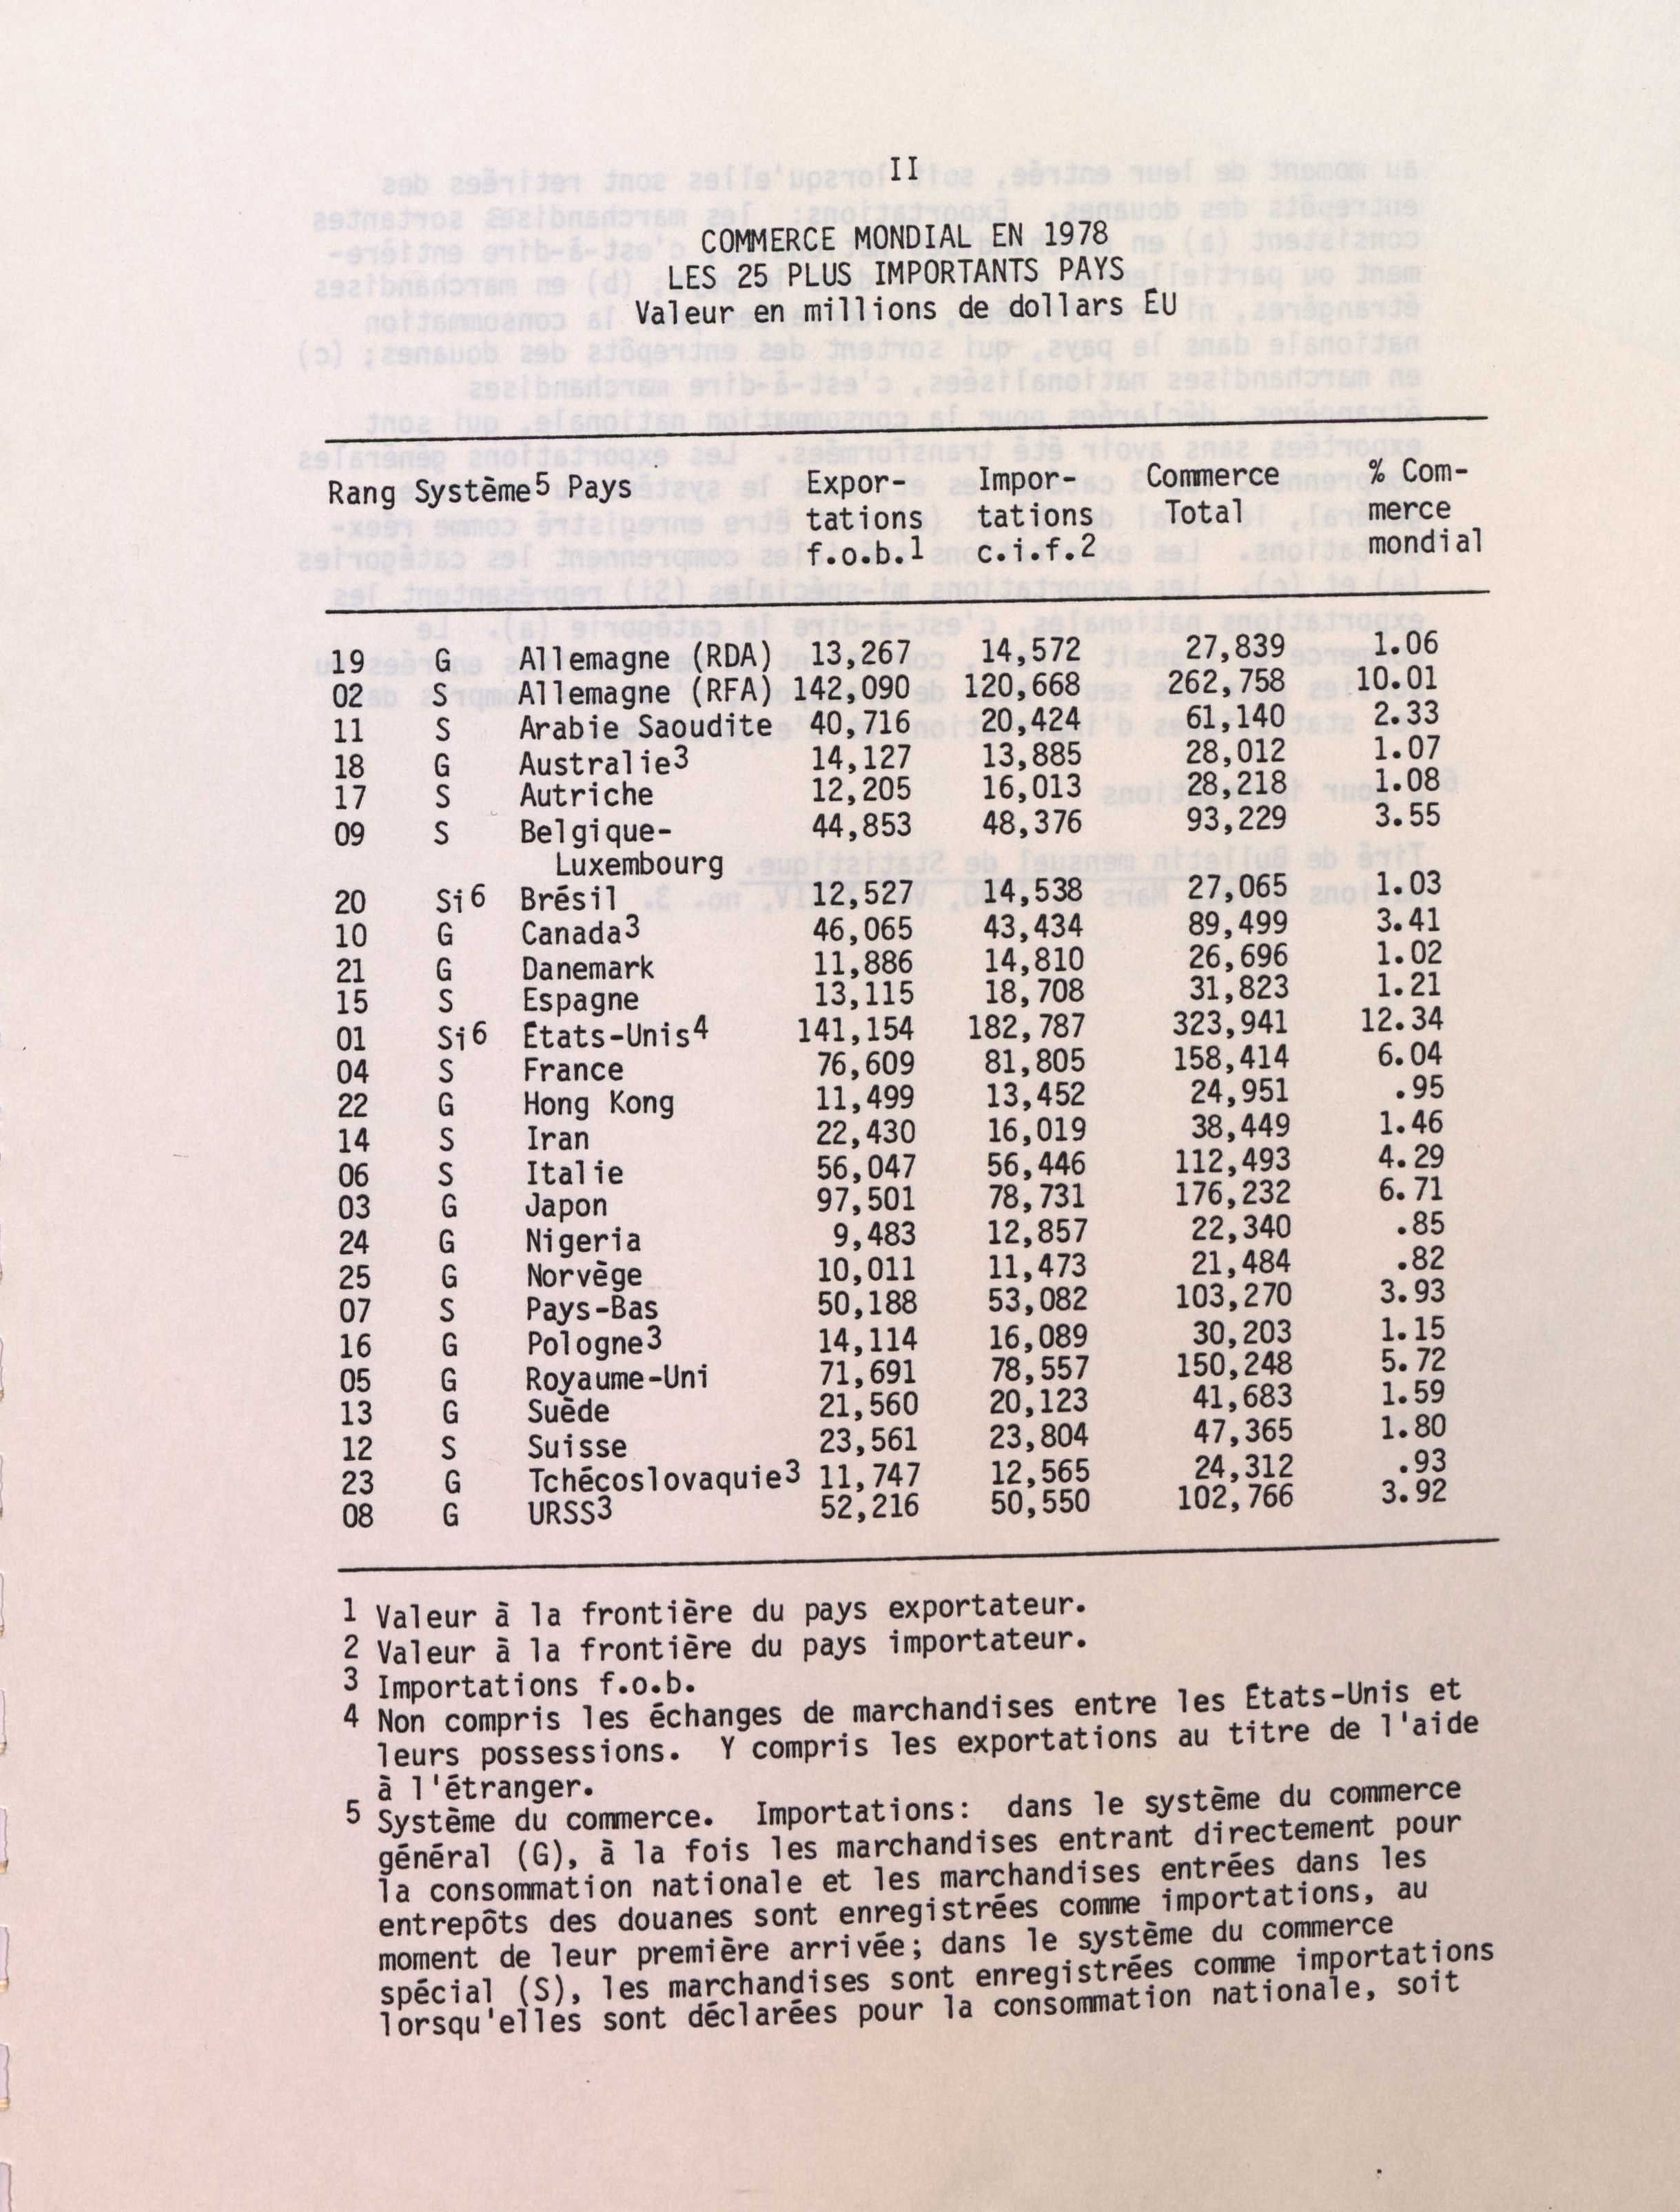 II
COMMERCE MONDIAL EN 1978
LES 25 PLUS IMPORTANTS PAYS
Valeur en millions de dollars EU
Rang Système5 Pays Expor- Impor- Commerce % Com-
tations tations Total merce
f.o.b.1 c.i.f.2 mondial
19 G Allemagne (RDA) 13,267 14,572 27,839 1.06
02 S Allemagne (RFA) 142,090 120,668 262,758 10.01
11 S Arabie Saoudite 40,716 20,424 61,140 2.33
18 G Australie3 14,127 13,885 28,012 1.07
17 S Autriche 12,205 16,013 28,218 1.08
09 S Belgique- 44,853 48,376 93,229 3.55
Luxembourg
20 Si6 Brésil 12,527 14,538 27,065 1.03
10 G Canada3 46,065 43,434 89,499 3.41
21 G Danemark 11,886 14,810 26,696 1.02
15 S Espagne 13,115 18,708 31,823 1.21
01 Si6 États-Unis4 141,154 182,787 323,941 12.34
04 S France 76,609 81,805 158,414 6.04
22 G Hong Kong 11,499 13,452 24,951 .95
14 S Iran 22,430 16,019 38,449 1.46
06 S Italie 56,047 56,446 112,493 4.29
03 G Japon 97,501 78,731 176,232 6.71
24 G Nigeria 9,483 12,857 22,340 .85
25 G Norvège 10,011 11,473 21,484 .82
07 S Pays-Bas 50,188 53,082 103,270 3.93
16 G Pologne3 14,114 16,089 30,203 1.15
05 G Royaume-Uni 71,691 78,557 150,248 5.72
13 G Suède 21,560 20,123 41,683 1.59
12 S Suisse 23,561 23,804 47,365 1.80
23 G Tchécoslovaquie3 11,747 12,565 24,312 .93
08 G URSS3 52,216 50,550 102,766 3.92
1 Valeur à la frontière du pays exportateur.
2 Valeur à la frontière du pays importateur.
3 Importations f.o.b.
4 Non compris les échanges de marchandises entre les États-Unis et
leurs possessions. Y compris les exportations au titre de l'aide
à l'étranger.
5 Système du commerce. Importations: dans le système du commerce
général (G), à la fois les marchandises entrant directement pour
la consommation nationale et les marchandises entrées dans les
entrepôts des douanes sont enregistrées comme importations, au
moment de leur première arrivée; dans le système du commerce
spécial (S), les marchandises sont enregistrées comme importations
lorsqu'elles sont déclarées pour la consommation nationale, soit